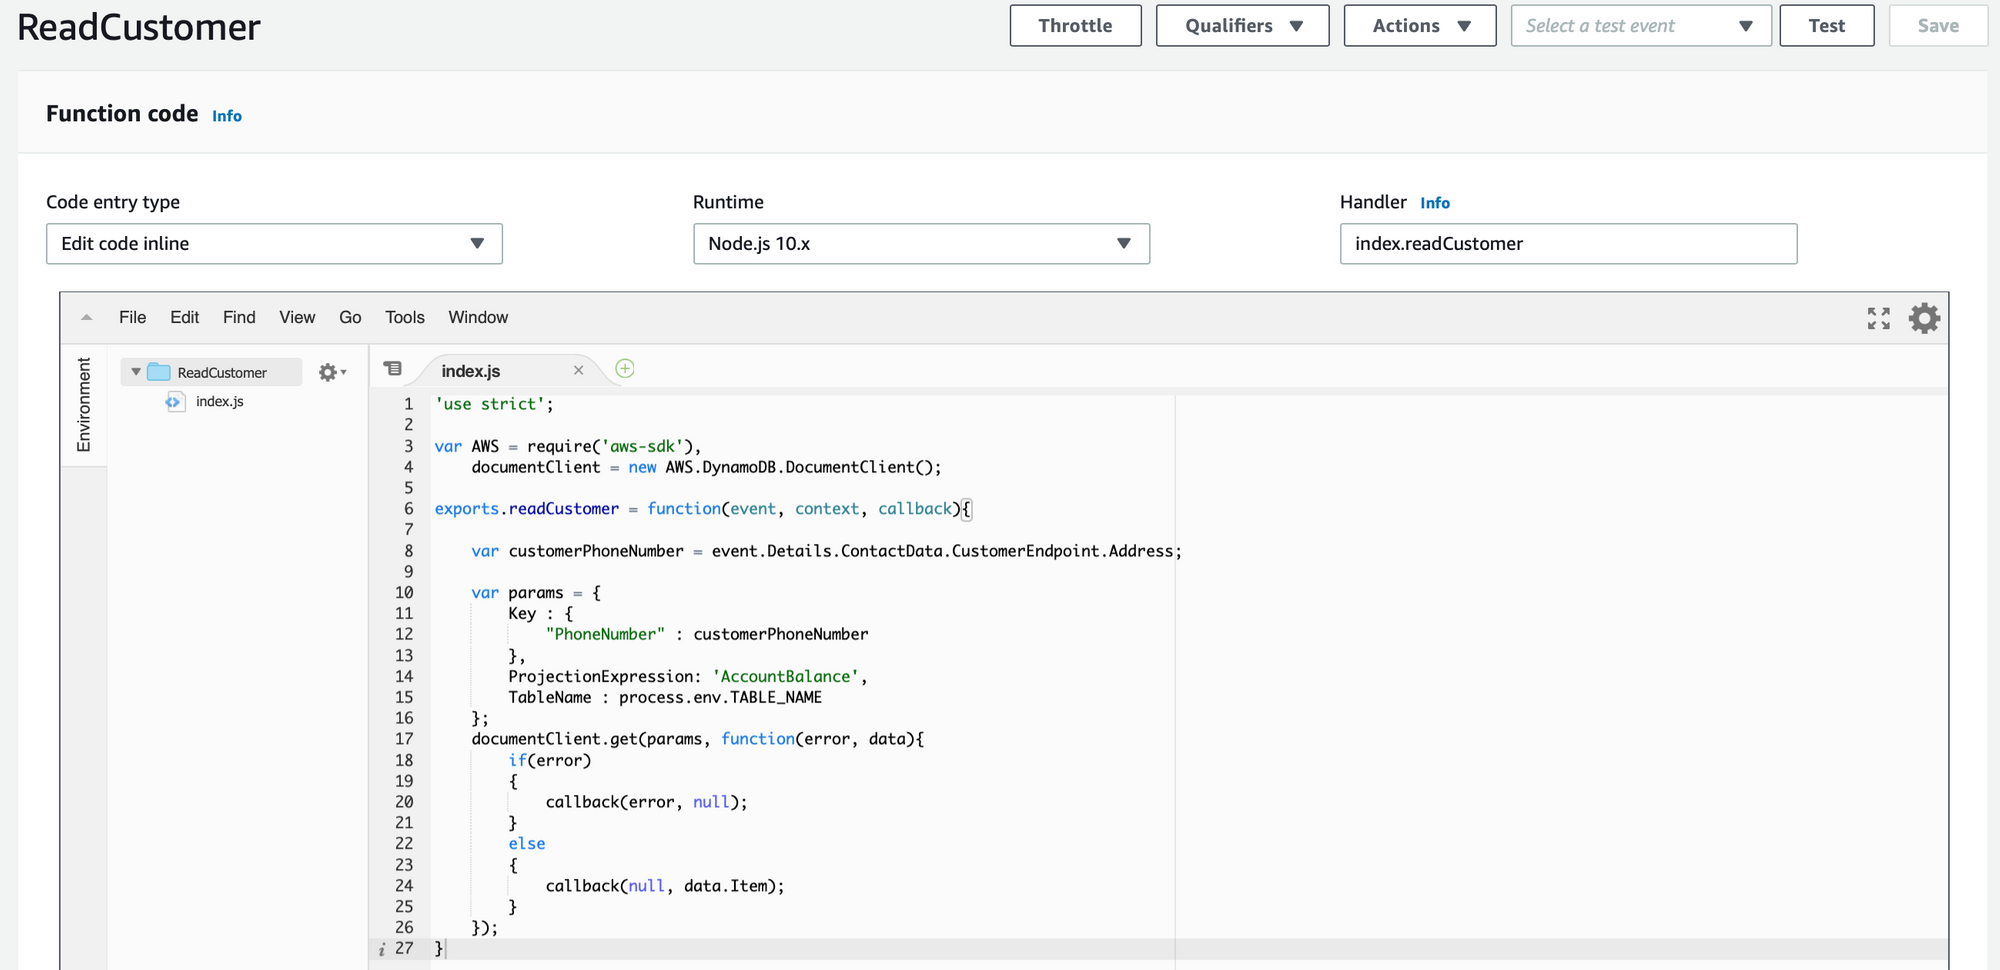 ReadCustomer Throttle Qualifiers Actions Select a test event Test Save
Function code Info
Code entry type Runtime Handler Info
Edit code inline Node.js 10.x index.readCustomer
File Edit Find View Go Tools Window
Environment
ReadCustomer
index.js
index.js
1 'use strict';
2
3 var AWS = require('aws-sdk'),
4 documentClient = new AWS.DynamoDB.DocumentClient();
5
6 exports.readCustomer = function(event, context, callback){
7
8 var customerPhoneNumber = event.Details.ContactData.CustomerEndpoint.Address;
9
10 var params = {
11 Key : {
12 "PhoneNumber" : customerPhoneNumber
13 },
14 ProjectionExpression: 'AccountBalance',
15 TableName : process.env.TABLE_NAME
16 };
17 documentClient.get(params, function(error, data){
18 if(error)
19 {
20 callback(error, null);
21 }
22 else
23 {
24 callback(null, data.Item);
25 }
26 });
i 27 }